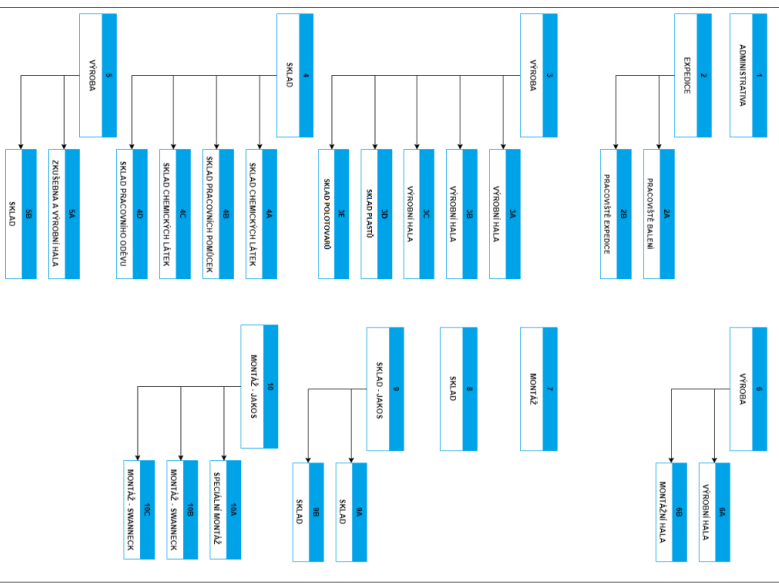 1
ADMINISTRATIVA
2
EXPEDICE
2A
PRACOVIŠTĚ BALENÍ
2B
PRACOVIŠTĚ EXPEDICE
3
VÝROBA
3A
VÝROBNÍ HALA
3B
VÝROBNÍ HALA
3C
VÝROBNÍ HALA
3D
SKLAD PLASTŮ
3E
SKLAD POLOTOVARŮ
4
SKLAD
4A
SKLAD CHEMICKÝCH LÁTEK
4B
SKLAD PRACOVNÍCH POMŮCEK
4C
SKLAD CHEMICKÝCH LÁTEK
4D
SKLAD PRACOVNÍHO ODĚVU
5
VÝROBA
5A
ZKUŠEBNA A VÝROBNÍ HALA
5B
SKLAD
6
VÝROBA
6A
VÝROBNÍ HALA
6B
MONTÁŽNÍ HALA
7
MONTÁŽ
8
SKLAD
9
SKLAD - JAKOS
9A
SKLAD
9B
SKLAD
10
MONTÁŽ - JAKOS
10A
SPECIÁLNÍ MONTÁŽ
10B
MONTÁŽ - SWANNECK
10C
MONTÁŽ - SWANNECK